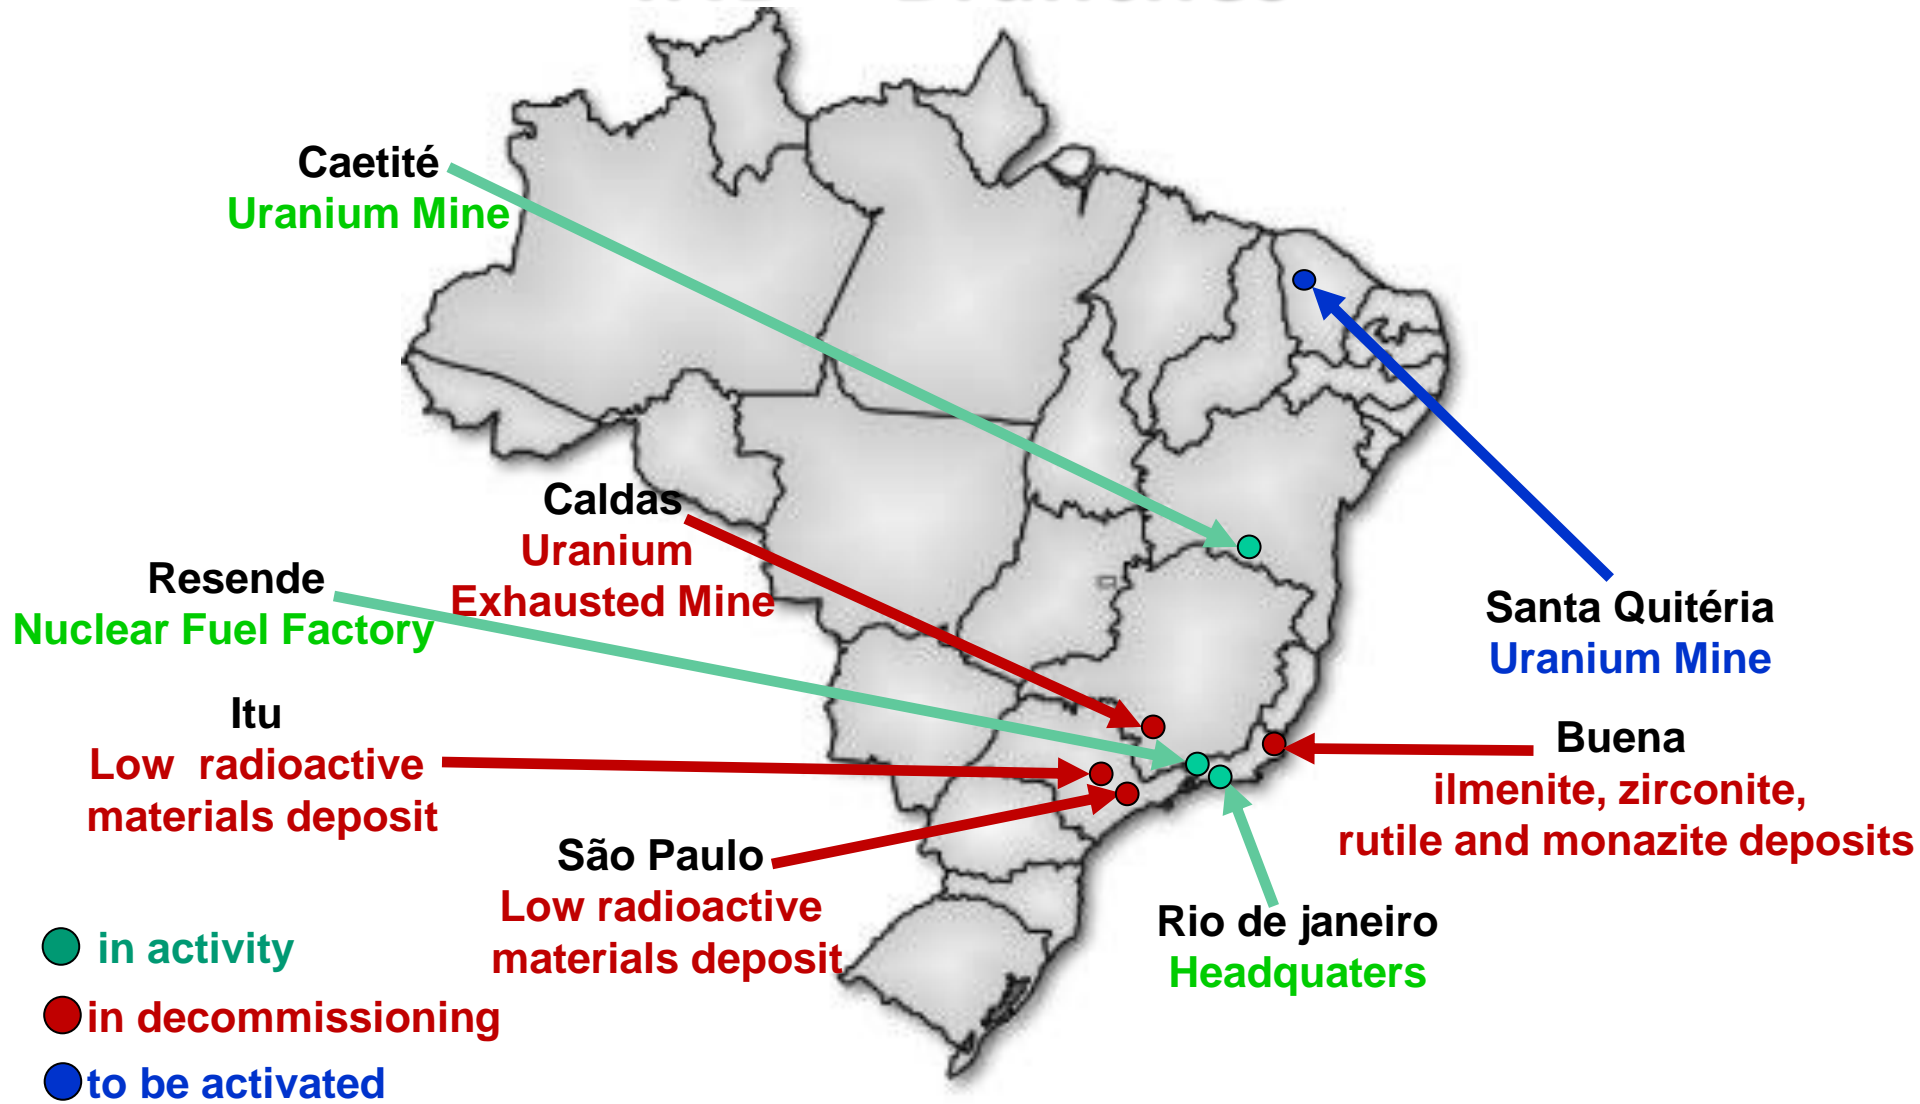 Caetité
Uranium Mine
Caldas
Uranium
Exhausted Mine
Resende
Nuclear Fuel Factory
Santa Quitéria
Uranium Mine
Itu
Low radioactive
materials deposit
Buena
ilmenite, zirconite,
rutile and monazite deposits
São Paulo
Low radioactive
materials deposit
Rio de janeiro
Headquaters
in activity
in decommissioning
to be activated